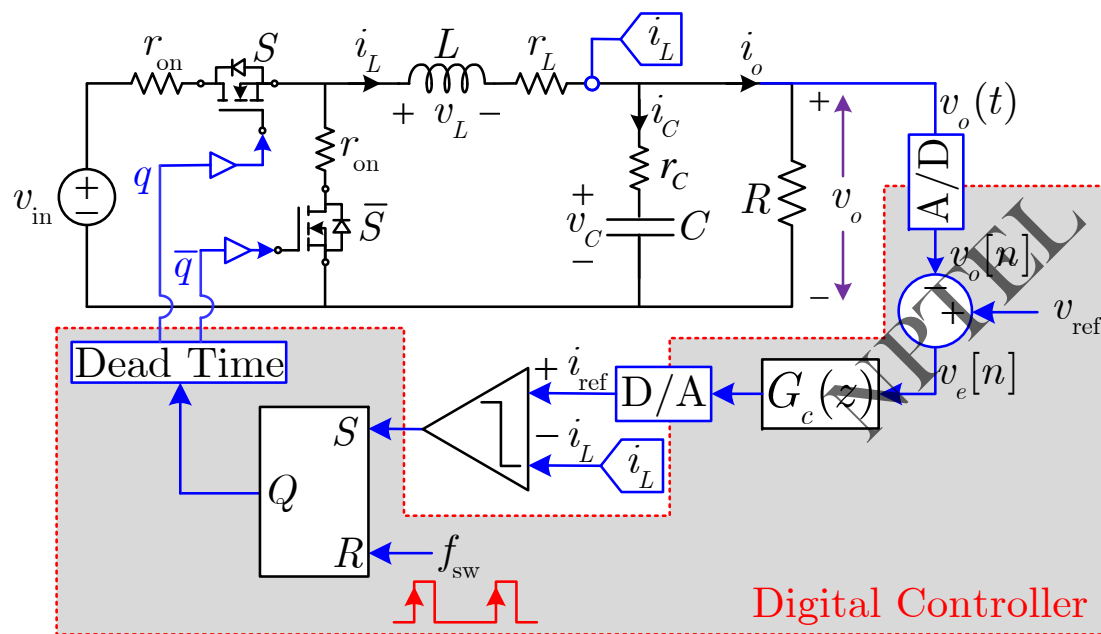 r_on S i_L L r_L i_L i_o
+ v_L −
v_o(t)
i_C
q r_on r_C
A/D
v_in + − S̅ + v_C − C R + v_o −
q̅
v_o[n]
− +
v_ref
Dead Time
+ i_ref D/A G_c(z) v_e[n]
S − i_L i_L
Q
R f_sw
Digital Controller
NPTEL